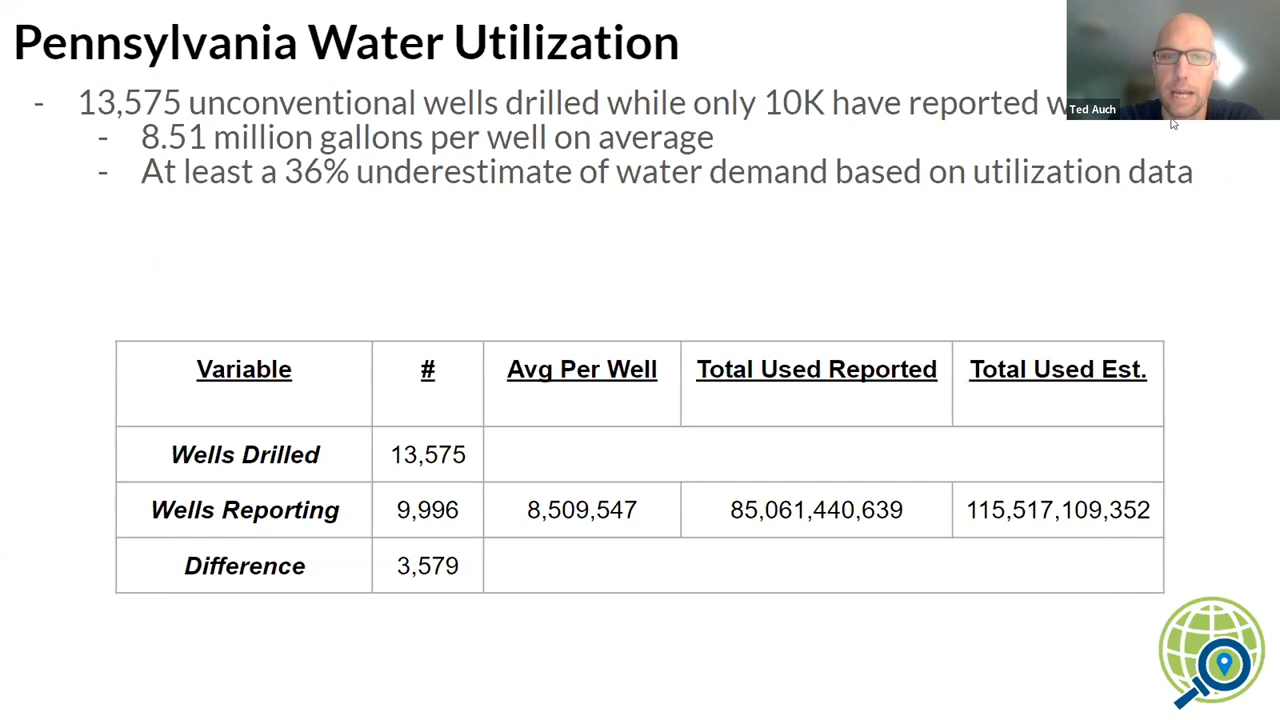 Pennsylvania Water Utilization
- 13,575 unconventional wells drilled while only 10K have reported
- 8.51 million gallons per well on average
- At least a 36% underestimate of water demand based on utilization data
Ted Auch
Variable # Avg Per Well Total Used Reported Total Used Est.
Wells Drilled 13,575
Wells Reporting 9,996 8,509,547 85,061,440,639 115,517,109,352
Difference 3,579